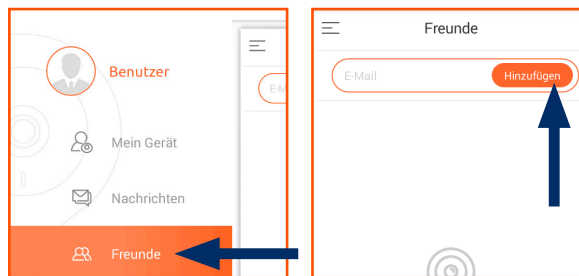 Benutzer
Mein Gerät
Nachrichten
Freunde
E-M
Freunde
E-Mail
Hinzufügen